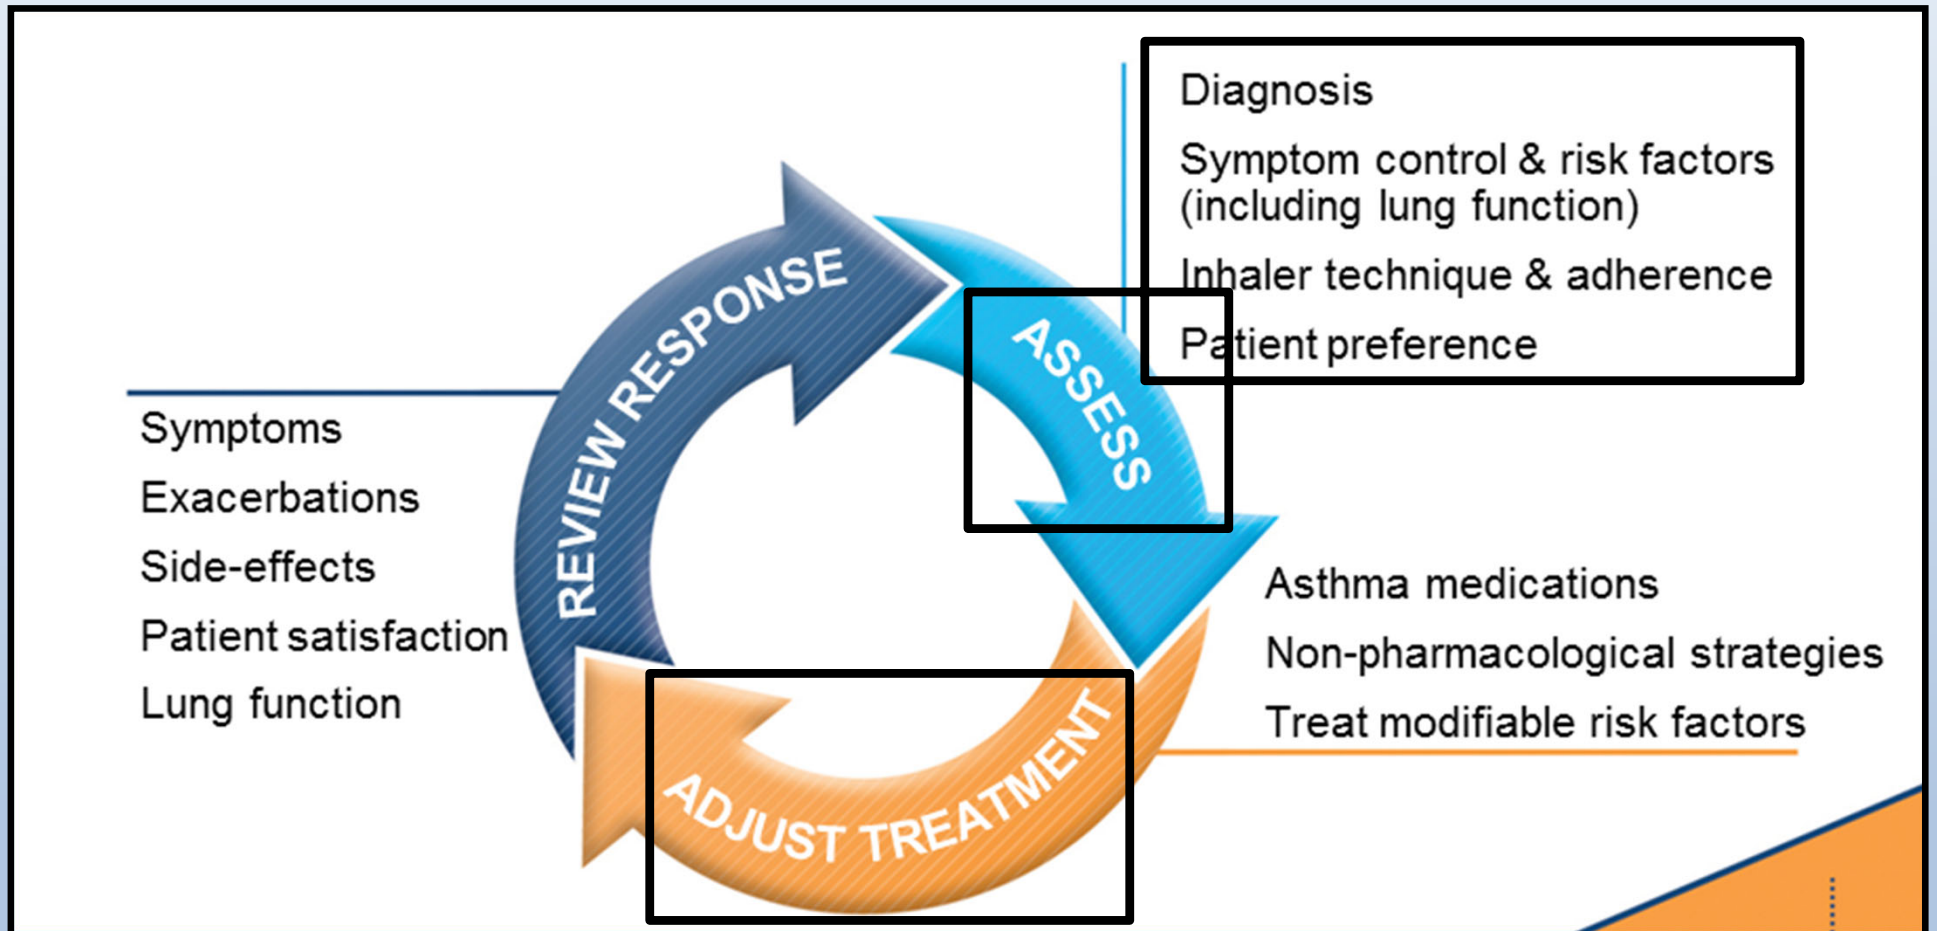 Diagnosis
Symptom control & risk factors
(including lung function)
Inhaler technique & adherence
Patient preference
REVIEW RESPONSE
ASSESS
Symptoms
Exacerbations
Side-effects
Patient satisfaction
Lung function
Asthma medications
Non-pharmacological strategies
Treat modifiable risk factors
ADJUST TREATMENT